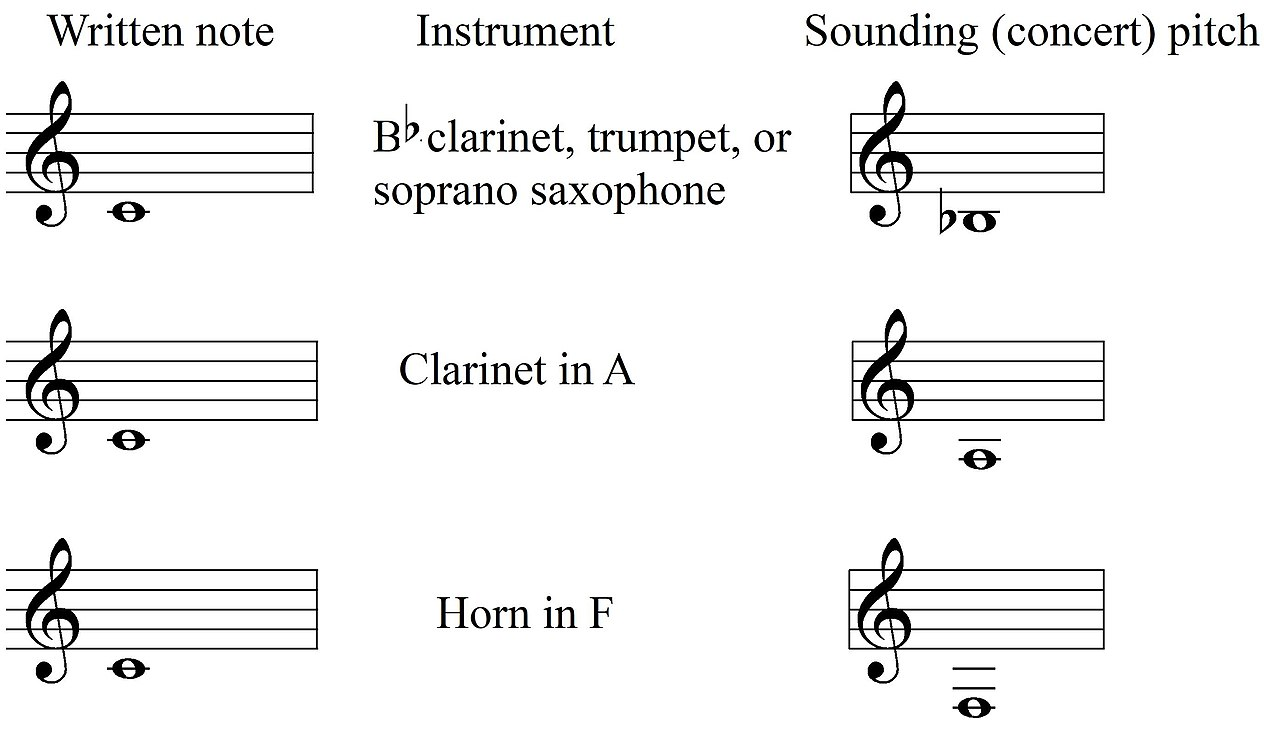 Written note
Instrument
Sounding (concert) pitch
B♭ clarinet, trumpet, or
soprano saxophone
Clarinet in A
Horn in F